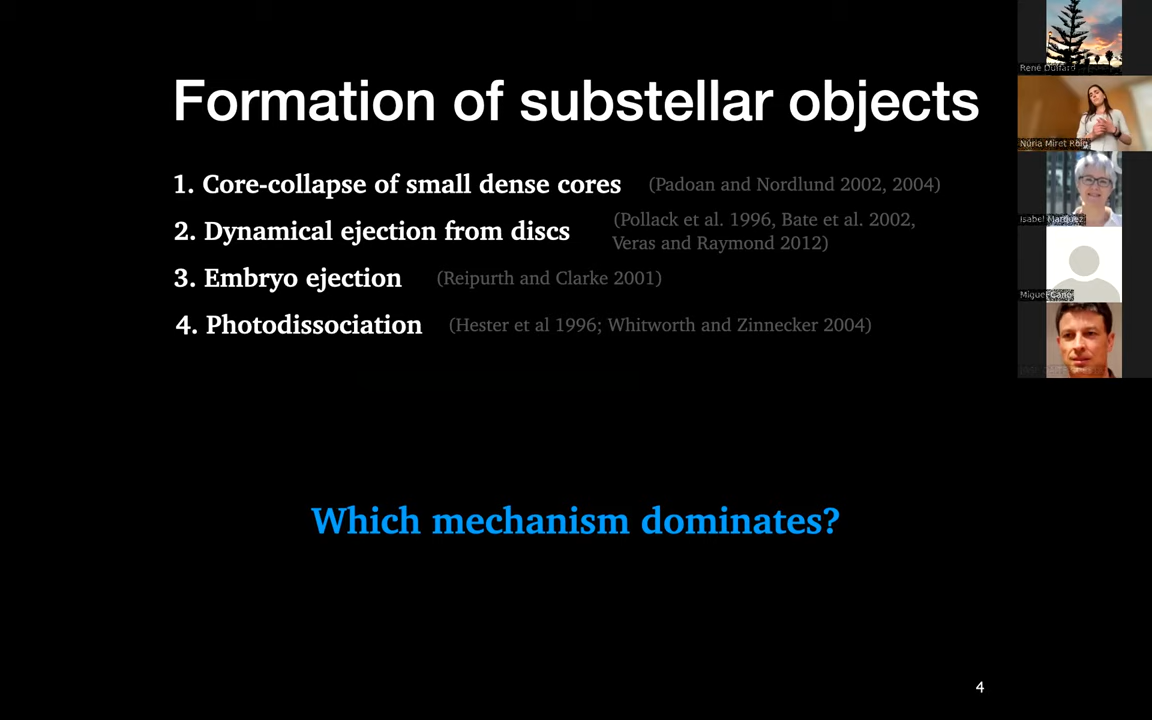 Formation of substellar objects
1. Core-collapse of small dense cores (Padoan and Nordlund 2002, 2004)
2. Dynamical ejection from discs (Pollack et al. 1996, Bate et al. 2002,
Veras and Raymond 2012)
3. Embryo ejection (Reipurth and Clarke 2001)
4. Photodissociation (Hester et al 1996; Whitworth and Zinnecker 2004)
Which mechanism dominates?
4
René Duffard
Núria Miret Roig
Isabel Márquez
Miguel Cano